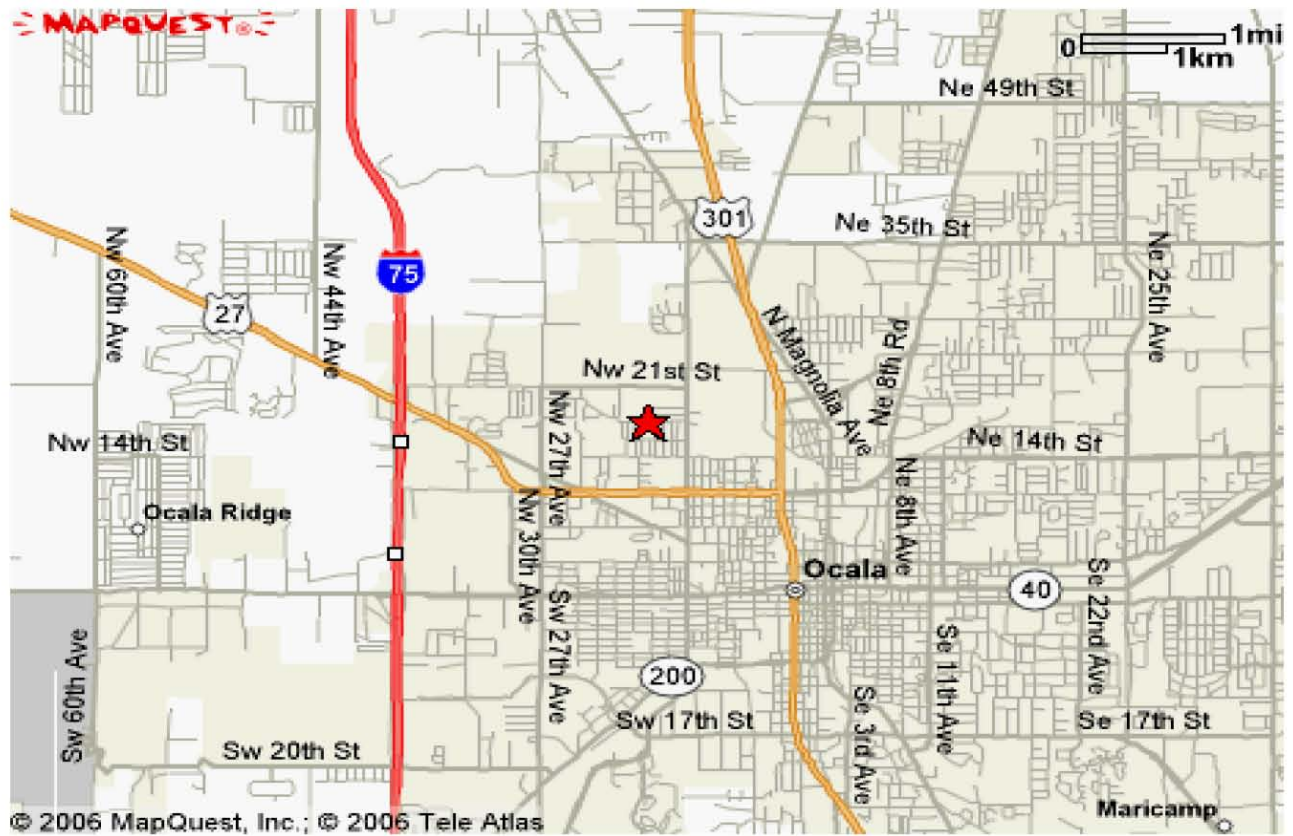 MAPQUEST®
0 1mi
1km
Ne 49th St
301
Ne 35th St
Nw 60th Ave
Nw 44th Ave
75
Ne 25th Ave
27
N Magnolia Ave
Ne 8th Rd
Nw 21st St
Nw 27th Ave
Nw 14th St
Ne 14th St
Ne 8th Ave
Ocala Ridge
Nw 30th Ave
Ocala
40
Se 22nd Ave
Sw 27th Ave
Se 11th Ave
Sw 60th Ave
200
Se 3rd Ave
Sw 17th St
Se 17th St
Sw 20th St
Maricamp
© 2006 MapQuest, Inc.; © 2006 Tele Atlas